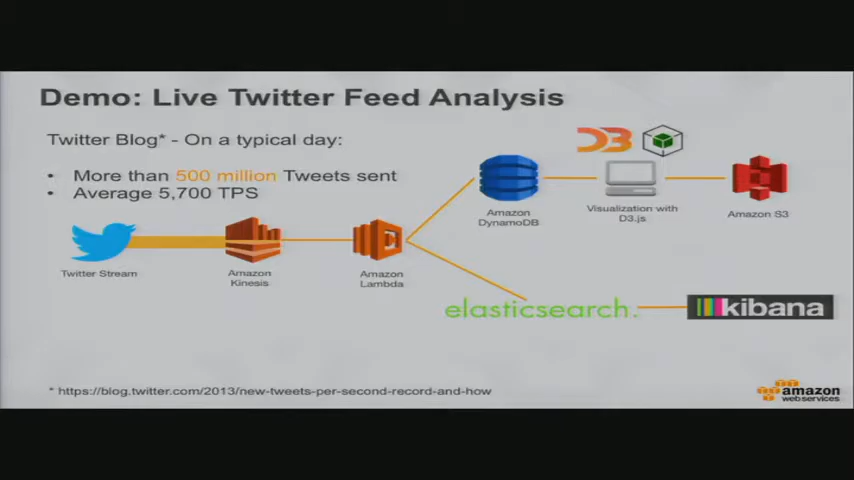 Demo: Live Twitter Feed Analysis
Twitter Blog* - On a typical day:
• More than 500 million Tweets sent
• Average 5,700 TPS
D3
Twitter Stream
Amazon
Kinesis
Amazon
Lambda
Amazon
DynamoDB
Visualization with
D3.js
Amazon S3
elasticsearch.
kibana
* https://blog.twitter.com/2013/new-tweets-per-second-record-and-how
amazon
webservices